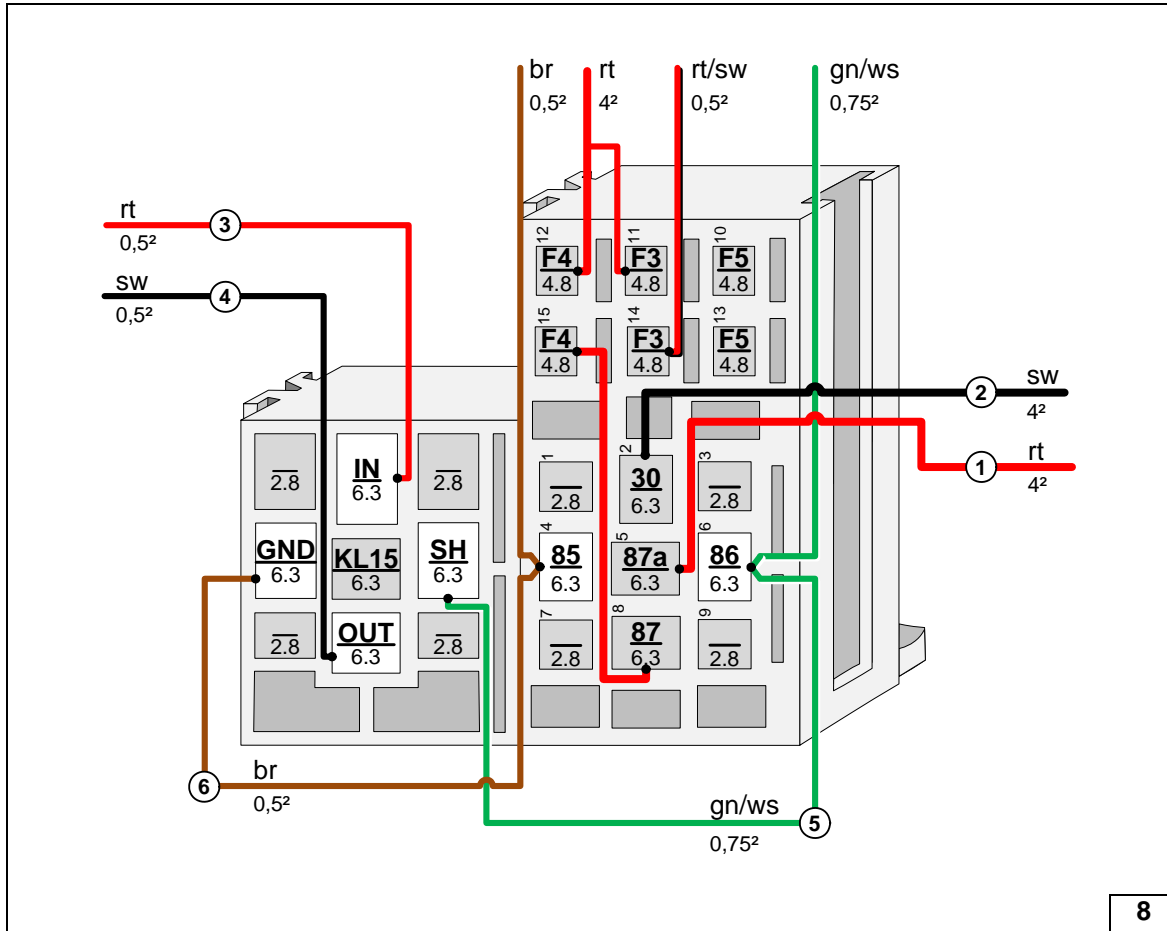 br
0,5²
rt
4²
rt/sw
0,5²
gn/ws
0,75²
rt
3
0,5²
sw
4
0,5²
12
F4
4.8
11
F3
4.8
10
F5
4.8
15
F4
4.8
14
F3
4.8
13
F5
4.8
2
sw
4²
1
rt
4²
2.8
IN
6.3
2.8
GND
6.3
KL15
6.3
SH
6.3
2.8
OUT
6.3
2.8
1
2.8
2
30
6.3
3
2.8
4
85
6.3
5
87a
6.3
6
86
6.3
7
2.8
8
87
6.3
9
2.8
6
br
0,5²
gn/ws
5
0,75²
8